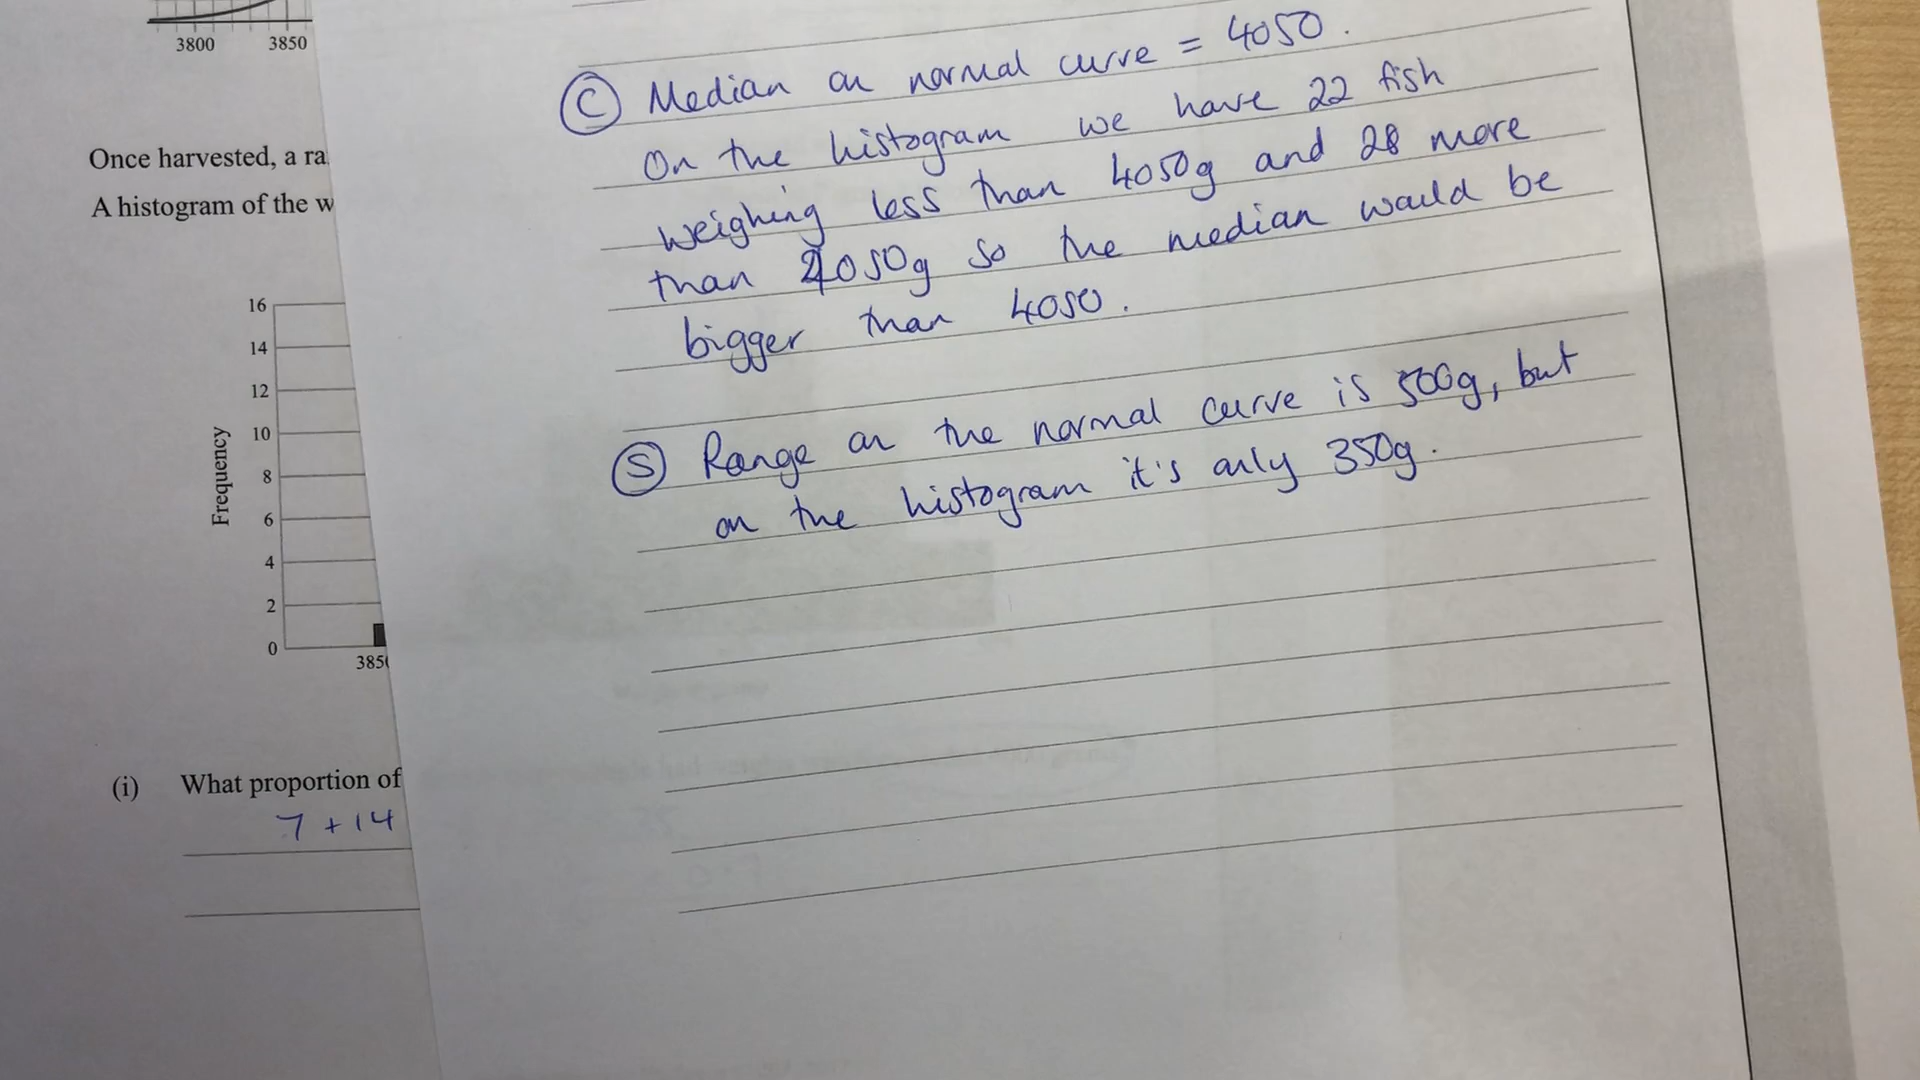 3800 3850
Once harvested, a ra
A histogram of the w
16
14
12
10
8
6
4
2
0
Frequency
385
(i) What proportion of
7 + 14
C Median on normal curve = 4050.
On the histogram we have 22 fish
weighing less than 4050g and 28 more
than 4050g so the median would be
bigger than 4050.
S Range on the normal curve is 500g, but
on the histogram it's only 350g.